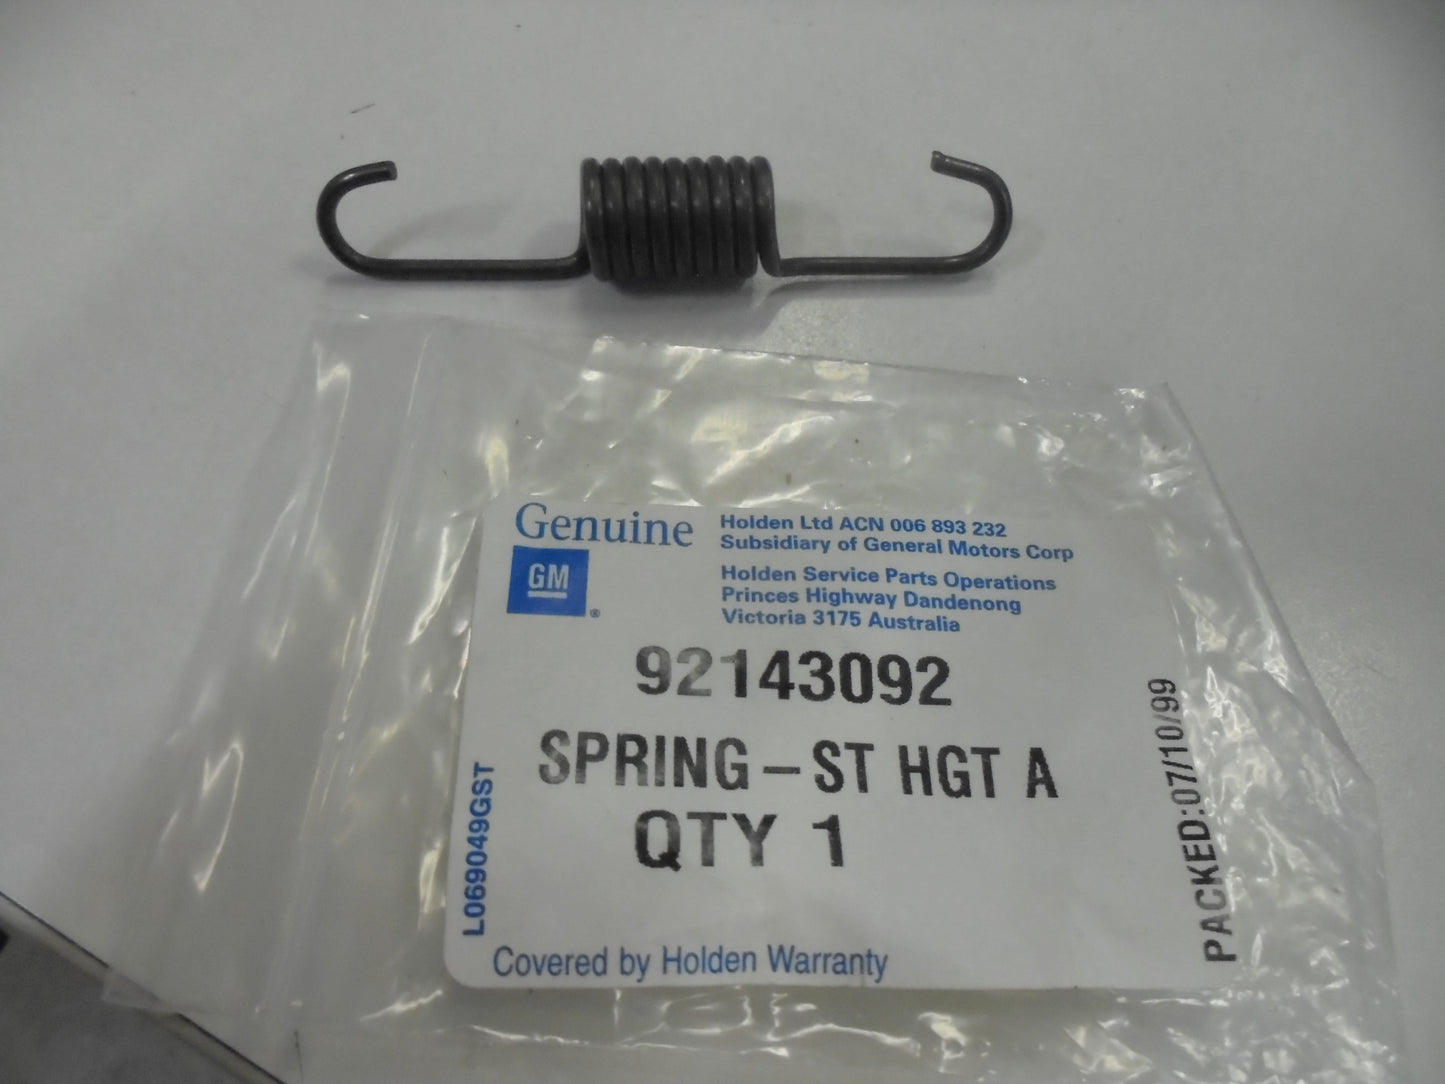 Genuine
GM
®
Holden Ltd ACN 006 893 232
Subsidiary of General Motors Corp
Holden Service Parts Operations
Princes Highway Dandenong
Victoria 3175 Australia
92143092
SPRING – ST HGT A
QTY 1
L069049GST
PACKED:07/10/99
Covered by Holden Warranty